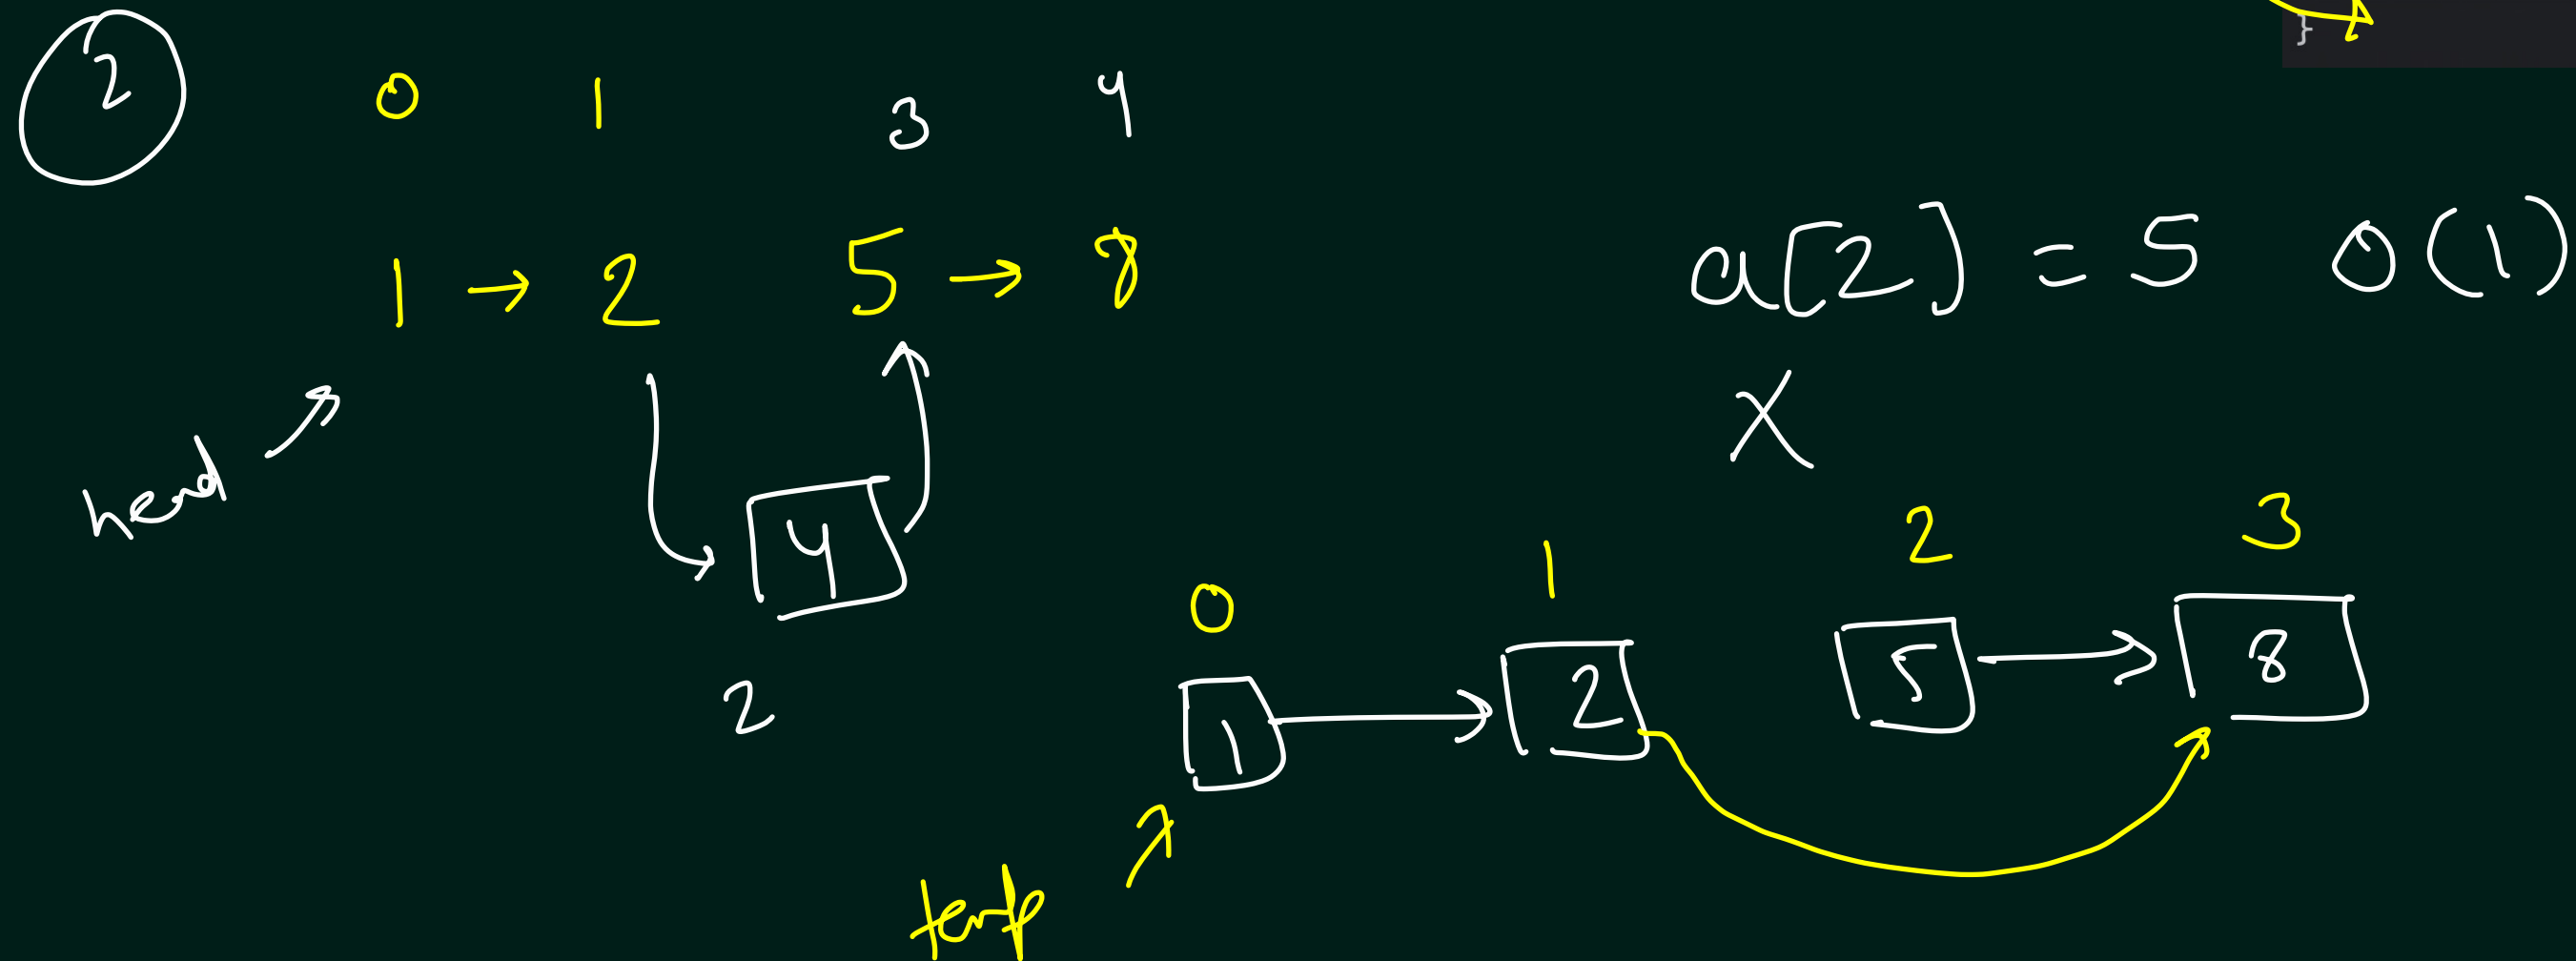 }
2
0 1 3 4
1 → 2 5 → 8
a[2] = 5 O(1)
X
head
4
2
0 1 2 3
1 → 2 5 → 8
temp